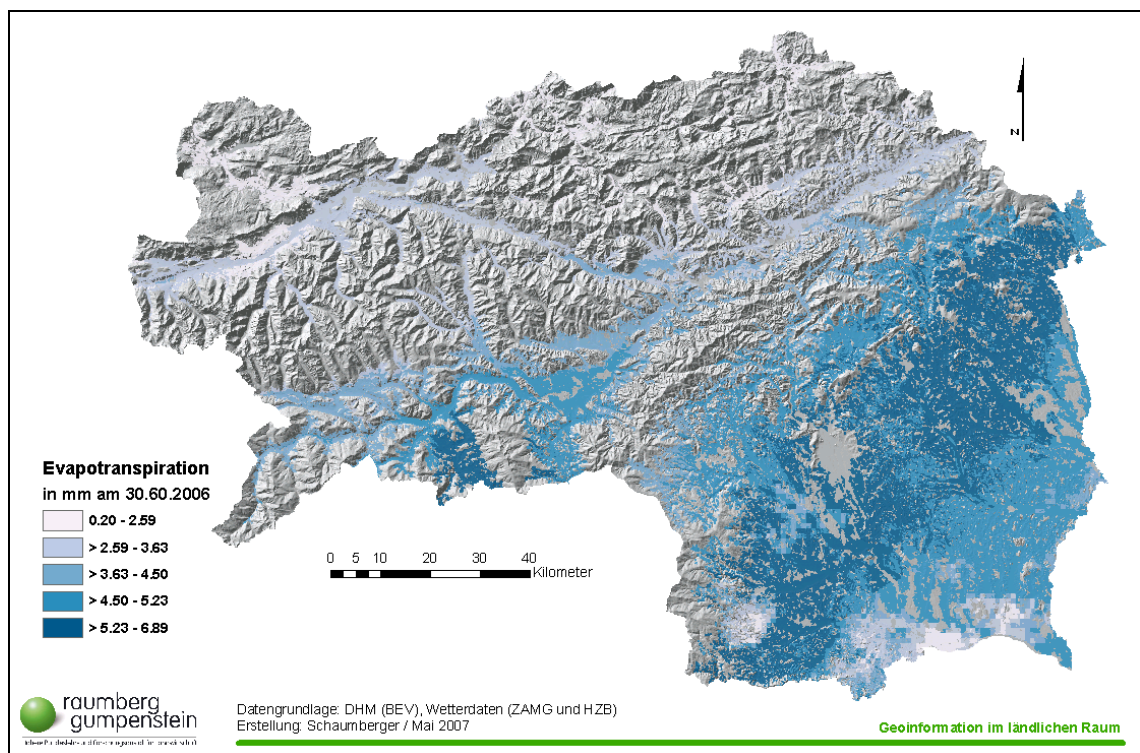 N
Evapotranspiration
in mm am 30.60.2006
0.20 - 2.59
> 2.59 - 3.63
> 3.63 - 4.50
> 4.50 - 5.23
> 5.23 - 6.89
0 5 10 20 30 40
Kilometer
raumberg
gumpenstein
Datengrundlage: DHM (BEV), Wetterdaten (ZAMG und HZB)
Erstellung: Schaumberger / Mai 2007
Geoinformation im ländlichen Raum